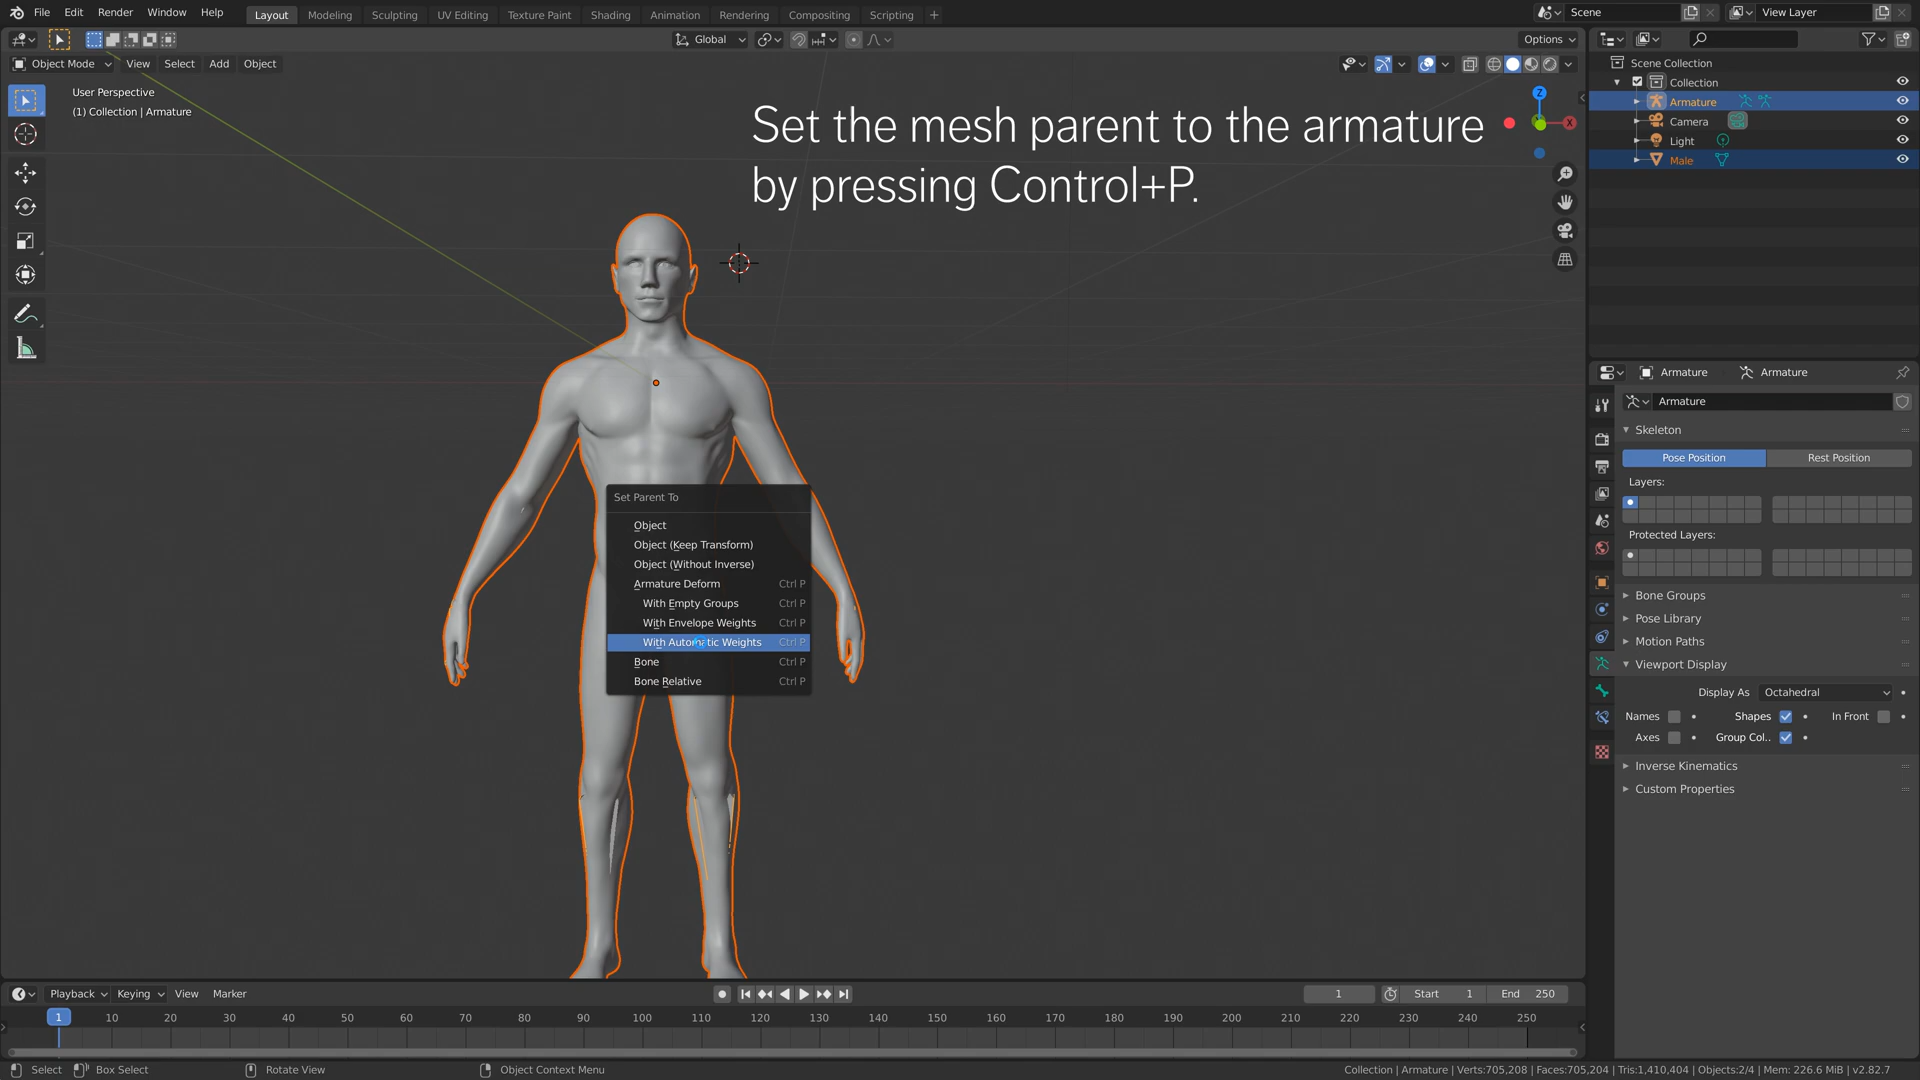 File Edit Render Window Help Layout Modeling Sculpting UV Editing Texture Paint Shading Animation Rendering Compositing Scripting + Scene View Layer
Global Options
Object Mode View Select Add Object
User Perspective
(1) Collection | Armature
Set the mesh parent to the armature
by pressing Control+P.
Z
X
Set Parent To
Object
Object (Keep Transform)
Object (Without Inverse)
Armature Deform Ctrl P
With Empty Groups Ctrl P
With Envelope Weights Ctrl P
With Automatic Weights Ctrl P
Bone Ctrl P
Bone Relative Ctrl P
Scene Collection
Collection
Armature
Camera
Light
Male
Armature Armature
Armature
Skeleton
Pose Position Rest Position
Layers:
Protected Layers:
Bone Groups
Pose Library
Motion Paths
Viewport Display
Display As Octahedral
Names Shapes In Front
Axes Group Col..
Inverse Kinematics
Custom Properties
Playback Keying View Marker 1 Start 1 End 250
1 10 20 30 40 50 60 70 80 90 100 110 120 130 140 150 160 170 180 190 200 210 220 230 240 250
Select Box Select Rotate View Object Context Menu Collection | Armature | Verts:705,208 | Faces:705,204 | Tris:1,410,404 | Objects:2/4 | Mem: 226.6 MiB | v2.82.7